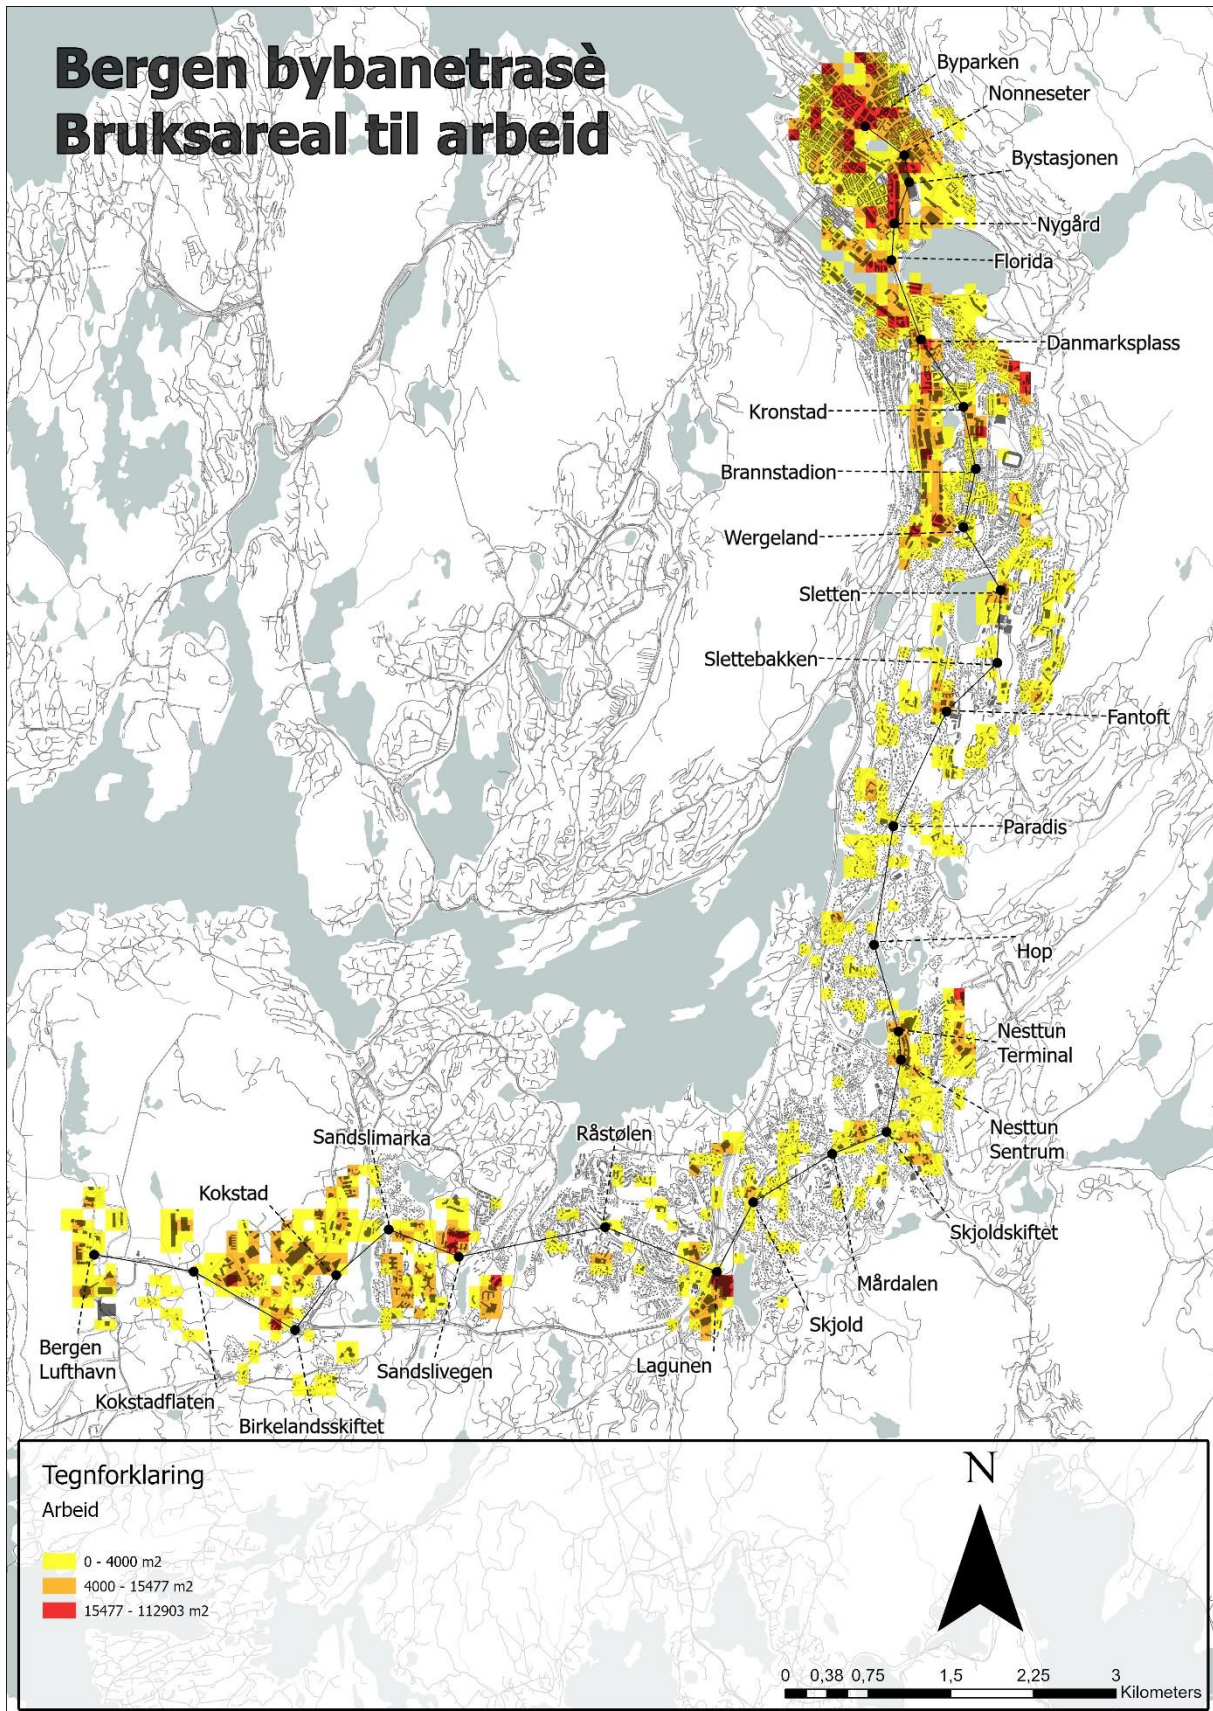 Bergen bybanetrasè
Bruksareal til arbeid
Byparken
Nonneseter
Bystasjonen
Nygård
Florida
Danmarksplass
Kronstad
Brannstadion
Wergeland
Sletten
Slettebakken
Fantoft
Paradis
Hop
Nesttun
Terminal
Nesttun
Sentrum
Sandslimarka
Råstølen
Kokstad
Skjoldskiftet
Mårdalen
Skjold
Lagunen
Bergen
Lufthavn
Sandslivegen
Kokstadflaten
Birkelandsskiftet
Tegnforklaring
Arbeid
0 - 4000 m2
4000 - 15477 m2
15477 - 112903 m2
N
0 0,38 0,75 1,5 2,25 3
Kilometers